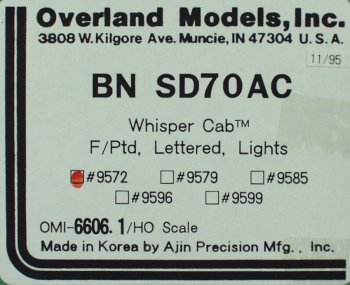 Overland Models, Inc.
3808 W. Kilgore Ave. Muncie, IN 47304 U.S.A.
11/95
BN SD70AC
Whisper Cab™
F/Ptd, Lettered, Lights
#9572 #9579 #9585
#9596 #9599
OMI-6606.1/HO Scale
Made in Korea by Ajin Precision Mfg., Inc.